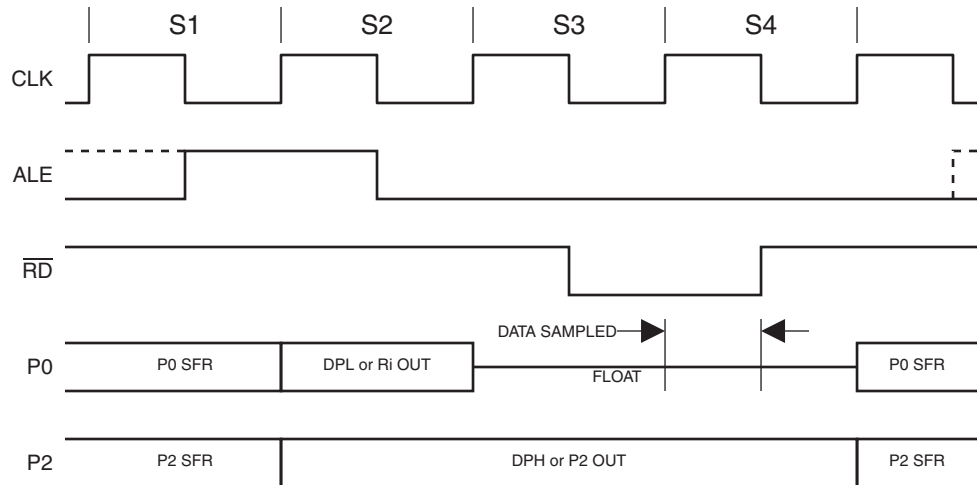 S1 S2 S3 S4
CLK
ALE
RD
DATA SAMPLED
P0 P0 SFR DPL or Ri OUT FLOAT P0 SFR
P2 P2 SFR DPH or P2 OUT P2 SFR